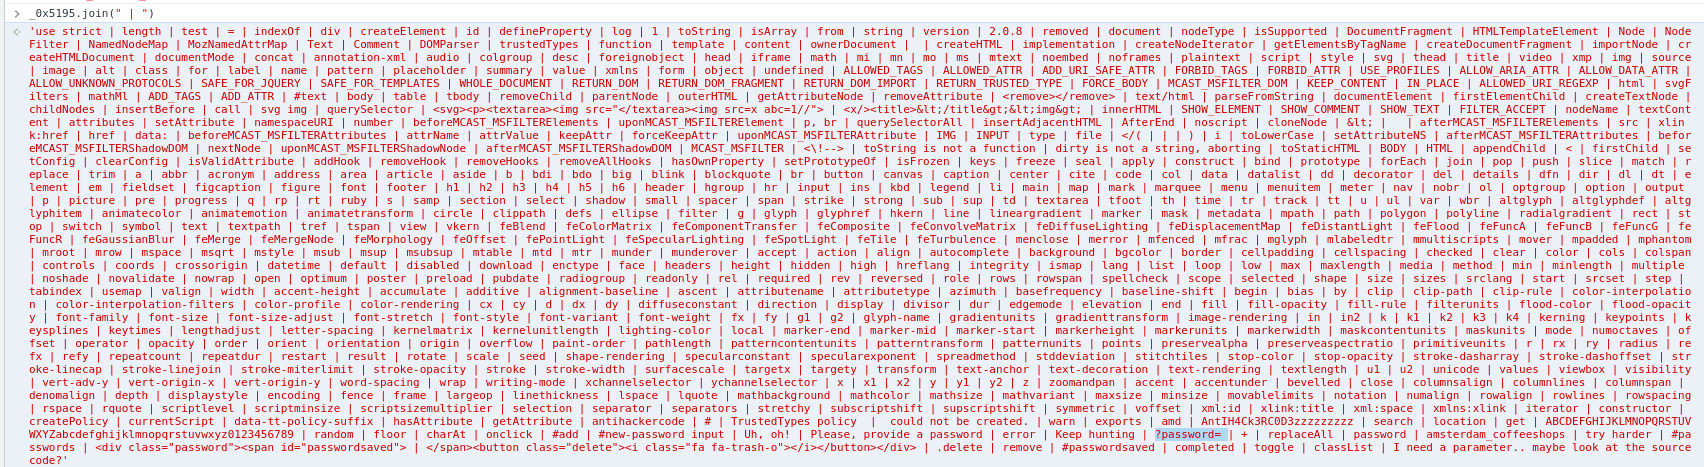 _0x5195.join(" | ")
'use strict | length | test | = | indexOf | div | createElement | id | defineProperty | log | 1 | toString | isArray | from | string | version | 2.0.8 | removed | document | nodeType | isSupported | DocumentFragment | HTMLTemplateElement | Node | Node
Filter | NamedNodeMap | MozNamedAttrMap | Text | Comment | DOMParser | trustedTypes | function | template | content | ownerDocument |  | createHTML | implementation | createNodeIterator | getElementsByTagName | createDocumentFragment | importNode | cr
eateHTMLDocument | documentMode | concat | annotation-xml | audio | colgroup | desc | foreignobject | head | iframe | math | mi | mn | mo | ms | mtext | noembed | noframes | plaintext | script | style | svg | thead | title | video | xmp | img | source
| image | alt | class | for | label | name | pattern | placeholder | summary | value | xmlns | form | object | undefined | ALLOWED_TAGS | ALLOWED_ATTR | ADD_URI_SAFE_ATTR | FORBID_TAGS | FORBID_ATTR | USE_PROFILES | ALLOW_ARIA_ATTR | ALLOW_DATA_ATTR |
ALLOW_UNKNOWN_PROTOCOLS | SAFE_FOR_JQUERY | SAFE_FOR_TEMPLATES | WHOLE_DOCUMENT | RETURN_DOM | RETURN_DOM_FRAGMENT | RETURN_DOM_IMPORT | RETURN_TRUSTED_TYPE | FORCE_BODY | MCAST_MSFILTER_DOM | KEEP_CONTENT | IN_PLACE | ALLOWED_URI_REGEXP | html | svgF
ilters | mathMl | ADD_TAGS | ADD_ATTR | #text | body | table | tbody | removeChild | parentNode | outerHTML | getAttributeNode | removeAttribute | <remove></remove> | text/htm | parseFromString | documentElement | firstElementChild | createTextNode |
childNodes | insertBefore | call | svg img | querySelector | <svg><p><textarea><img src="</textarea><img src=x abc=1//"> | <x/><title>&lt;/title&gt;&lt;img&gt; | innerHTML | SHOW_ELEMENT | SHOW_COMMENT | SHOW_TEXT | FILTER_ACCEPT | nodeName | textCont
ent | attributes | setAttribute | namespaceURI | number | beforeMCAST_MSFILTERElements | uponMCAST_MSFILTERElement | p, br | querySelectorAll | insertAdjacentHTML | AfterEnd | noscript | cloneNode | &lt; |   | afterMCAST_MSFILTERElements | src | xlin
k:href | href | data: | beforeMCAST_MSFILTERAttributes | attrName | attrValue | keepAttr | forceKeepAttr | uponMCAST_MSFILTERAttribute | IMG | INPUT | type | file | </( | | | ) | i | toLowerCase | setAttributeNS | afterMCAST_MSFILTERAttributes | befor
eMCAST_MSFILTERShadowDOM | nextNode | uponMCAST_MSFILTERShadowNode | afterMCAST_MSFILTERShadowDOM | MCAST_MSFILTER | <\!--> | toString is not a function | dirty is not a string, aborting | toStaticHTML | BODY | HTML | appendChild | < | firstChild | se
tConfig | clearConfig | isValidAttribute | addHook | removeHook | removeHooks | removeAllHooks | hasOwnProperty | setPrototypeOf | isFrozen | keys | freeze | seal | apply | construct | bind | prototype | forEach | join | pop | push | slice | match | r
eplace | trim | a | abbr | acronym | address | area | article | aside | b | bdi | bdo | big | blink | blockquote | br | button | canvas | caption | center | cite | code | col | data | datalist | dd | decorator | del | details | dfn | dir | dl | dt | e
lement | em | fieldset | figcaption | figure | font | footer | h1 | h2 | h3 | h4 | h5 | h6 | header | hgroup | hr | input | ins | kbd | legend | li | main | map | mark | marquee | menu | menuitem | meter | nav | nobr | ol | optgroup | option | output
| p | picture | pre | progress | q | rp | rt | ruby | s | samp | section | select | shadow | small | spacer | span | strike | strong | sub | sup | td | textarea | tfoot | th | time | tr | track | tt | u | ul | var | wbr | altglyph | altglyphdef | altg
lyphitem | animatecolor | animatemotion | animatetransform | circle | clippath | defs | ellipse | filter | g | glyph | glyphref | hkern | line | lineargradient | marker | mask | metadata | mpath | path | polygon | polyline | radialgradient | rect | st
op | switch | symbol | text | textpath | tref | tspan | view | vkern | feBlend | feColorMatrix | feComponentTransfer | feComposite | feConvolveMatrix | feDiffuseLighting | feDisplacementMap | feDistantLight | feFlood | feFuncA | feFuncB | feFuncG | fe
FuncR | feGaussianBlur | feMerge | feMergeNode | feMorphology | feOffset | fePointLight | feSpecularLighting | feSpotLight | feTile | feTurbulence | menclose | merror | mfenced | mfrac | mglyph | mlabeledtr | mmultiscripts | mover | mpadded | mphantom
| mroot | mrow | mspace | msqrt | mstyle | msub | msup | msubsup | mtable | mtd | mtr | munder | munderover | accept | action | align | autocomplete | background | bgcolor | border | cellpadding | cellspacing | checked | clear | color | cols | colspan
| controls | coords | crossorigin | datetime | default | disabled | download | enctype | face | headers | height | hidden | high | hreflang | integrity | ismap | lang | list | loop | low | max | maxlength | media | method | min | minlength | multiple
| noshade | novalidate | nowrap | open | optimum | poster | preload | pubdate | radiogroup | readonly | rel | required | rev | reversed | role | rows | rowspan | spellcheck | scope | selected | shape | size | sizes | srclang | start | srcset | step |
tabindex | usemap | valign | width | accent-height | accumulate | additive | alignment-baseline | ascent | attributename | attributetype | azimuth | basefrequency | baseline-shift | begin | bias | by | clip | clip-path | clip-rule | color-interpolatio
n | color-interpolation-filters | color-profile | color-rendering | cx | cy | d | dx | dy | diffuseconstant | direction | display | divisor | dur | edgemode | elevation | end | fill | fill-opacity | fill-rule | filterunits | flood-color | flood-opacit
y | font-family | font-size | font-size-adjust | font-stretch | font-style | font-variant | font-weight | fx | fy | g1 | g2 | glyph-name | gradientunits | gradienttransform | image-rendering | in | in2 | k | k1 | k2 | k3 | k4 | kerning | keypoints | k
eysplines | keytimes | lengthadjust | letter-spacing | kernelmatrix | kernelunitlength | lighting-color | local | marker-end | marker-mid | marker-start | markerheight | markerunits | markerwidth | maskcontentunits | maskunits | mode | numoctaves | of
fset | operator | opacity | order | orient | orientation | origin | overflow | paint-order | pathlength | patterncontentunits | patterntransform | patternunits | points | preservealpha | preserveaspectratio | primitiveunits | r | rx | ry | radius | re
fx | refy | repeatcount | repeatdur | restart | result | rotate | scale | seed | shape-rendering | specularconstant | specularexponent | spreadmethod | stddeviation | stitchtiles | stop-color | stop-opacity | stroke-dasharray | stroke-dashoffset | str
oke-linecap | stroke-linejoin | stroke-miterlimit | stroke-opacity | stroke | stroke-width | surfacescale | targetx | targety | transform | text-anchor | text-decoration | text-rendering | textlength | u1 | u2 | unicode | values | viewbox | visibility
| vert-adv-y | vert-origin-x | vert-origin-y | word-spacing | wrap | writing-mode | xchannelselector | ychannelselector | x | x1 | x2 | y | y1 | y2 | z | zoomandpan | accent | accentunder | bevelled | close | columnsalign | columnlines | columnspan |
denomalign | depth | displaystyle | encoding | fence | frame | largeop | linethickness | lspace | lquote | mathbackground | mathcolor | mathsize | mathvariant | maxsize | minsize | movablelimits | notation | numalign | rowalign | rowlines | rowspacing
| rspace | rquote | scriptlevel | scriptminsize | scriptsizemultiplier | selection | separator | separators | stretchy | subscriptshift | supscriptshift | symmetric | voffset | xml:id | xlink:title | xml:space | xmlns:xlink | iterator | constructor |
createPolicy | currentScript | data-tt-policy-suffix | hasAttribute | getAttribute | antihackercode | # | TrustedTypes policy  |  could not be created. | warn | exports | amd | AntIH4Ck3RC0D3zzzzzzzzz | search | location | get | ABCDEFGHIJKLMNOPQRSTUV
WXYZabcdefghijklmnopqrstuvwxyz0123456789 | random | floor | charAt | onclick | #add | #new-password input | Uh, oh! | Please, provide a password | error | Keep hunting | ?password= | + | replaceAll | password | amsterdam_coffeeshops | try harder | #pa
sswords | <div class="password"><span id="passwordsaved"> | </span><button class="delete"><i class="fa fa-trash-o"></i></button></div> | .delete | remove | #passwordsaved | completed | toggle | classList | I need a parameter.. maybe look at the source
code?'